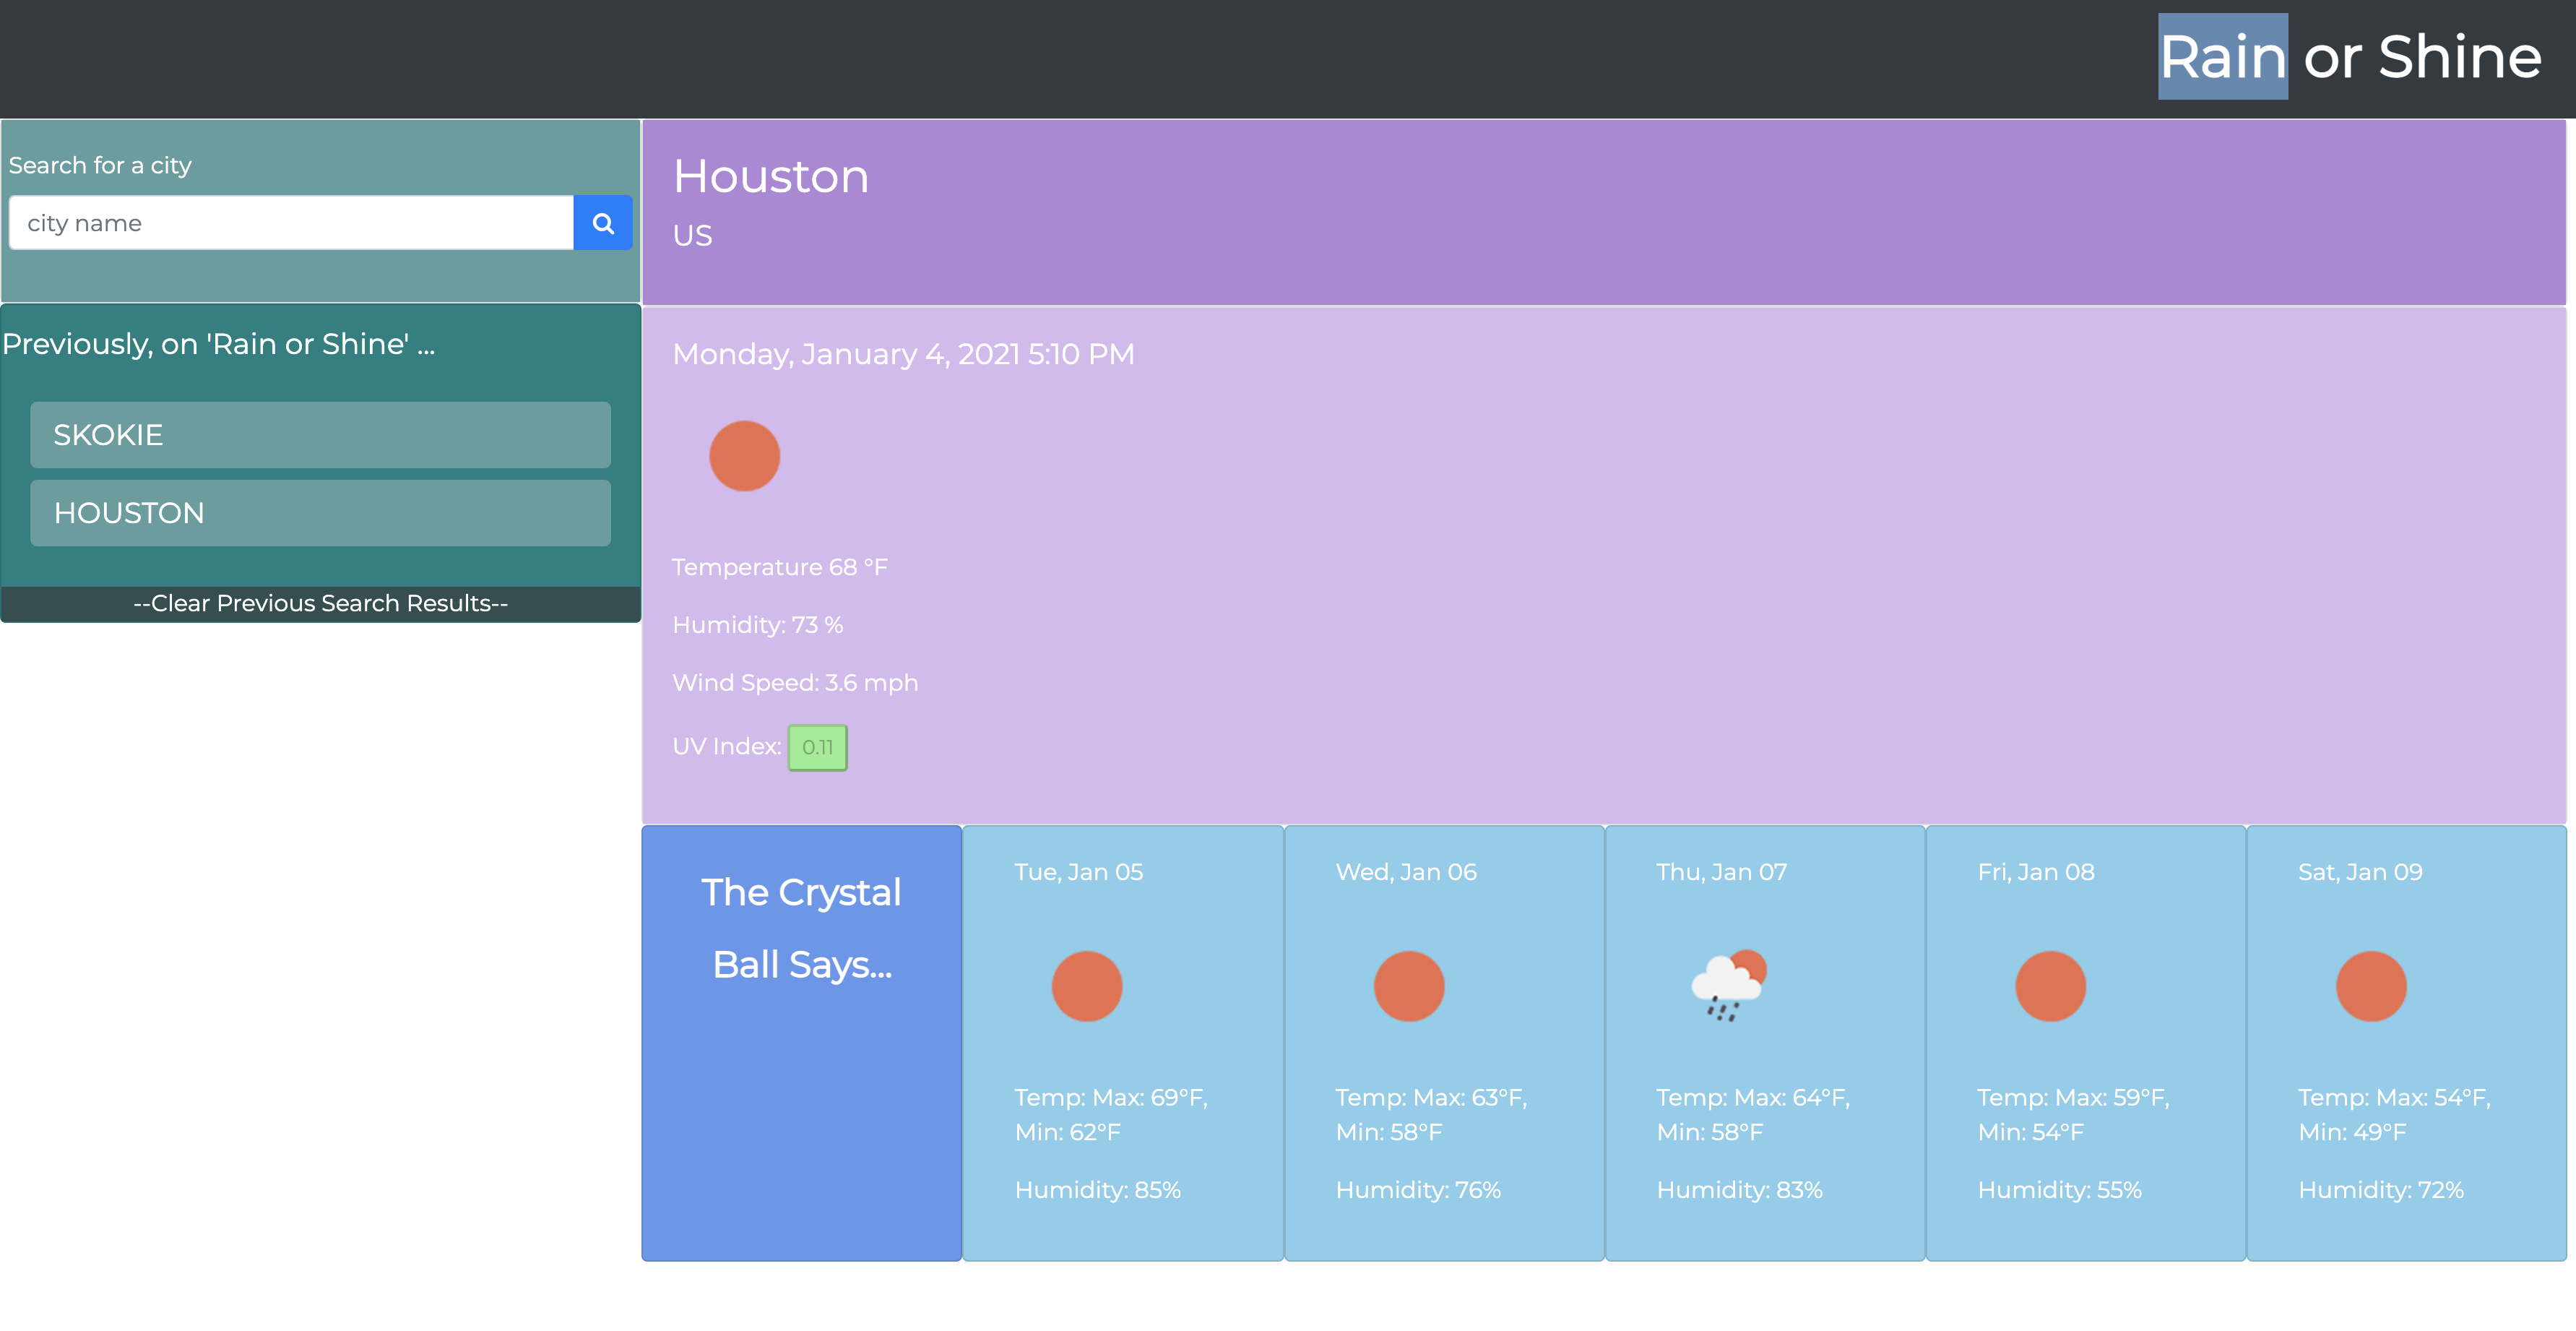 Rain or Shine
Search for a city
city name
Previously, on 'Rain or Shine' ...
SKOKIE
HOUSTON
--Clear Previous Search Results--
Houston
US
Monday, January 4, 2021 5:10 PM
Temperature 68 °F
Humidity: 73 %
Wind Speed: 3.6 mph
UV Index: 0.11
The Crystal
Ball Says...
Tue, Jan 05
Temp: Max: 69°F,
Min: 62°F
Humidity: 85%
Wed, Jan 06
Temp: Max: 63°F,
Min: 58°F
Humidity: 76%
Thu, Jan 07
Temp: Max: 64°F,
Min: 58°F
Humidity: 83%
Fri, Jan 08
Temp: Max: 59°F,
Min: 54°F
Humidity: 55%
Sat, Jan 09
Temp: Max: 54°F,
Min: 49°F
Humidity: 72%